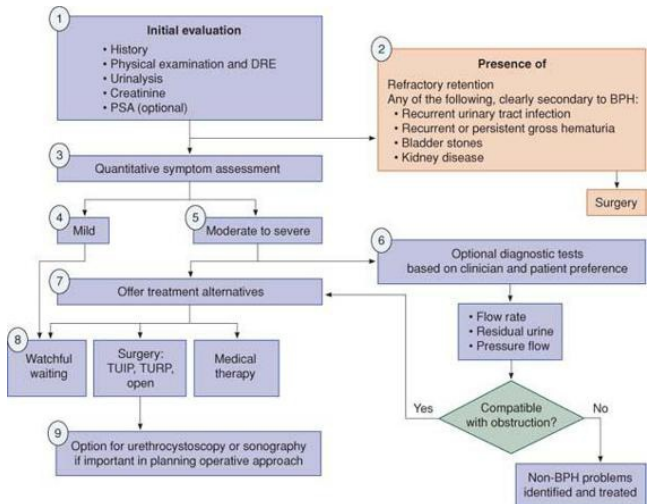 1
Initial evaluation
• History
• Physical examination and DRE
• Urinalysis
• Creatinine
• PSA (optional)
2
Presence of
Refractory retention
Any of the following, clearly secondary to BPH:
• Recurrent urinary tract infection
• Recurrent or persistent gross hematuria
• Bladder stones
• Kidney disease
Surgery
3
Quantitative symptom assessment
4
Mild
5
Moderate to severe
6
Optional diagnostic tests
based on clinician and patient preference
7
Offer treatment alternatives
• Flow rate
• Residual urine
• Pressure flow
8
Watchful
waiting
Surgery:
TUIP, TURP,
open
Medical
therapy
Yes
Compatible
with obstruction?
No
9
Option for urethrocystoscopy or sonography
if important in planning operative approach
Non-BPH problems
identified and treated